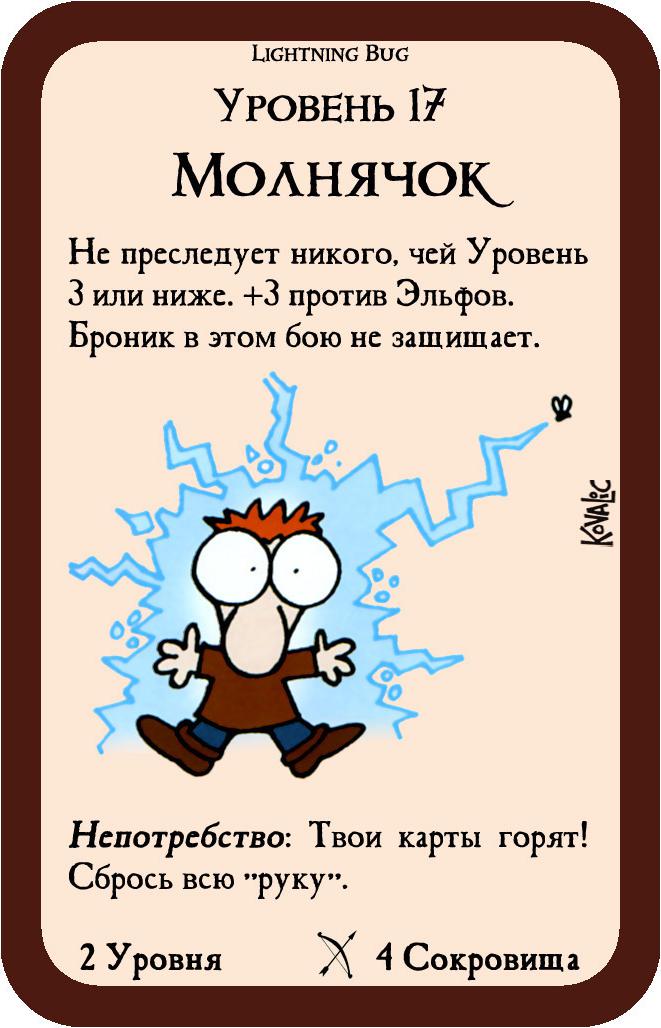 Lightning Bug
Уровень 17
Молнячок
Не преследует никого, чей Уровень
3 или ниже. +3 против Эльфов.
Броник в этом бою не защищает.
Kovalic
Непотребство: Твои карты горят!
Сбрось всю ”руку”.
2 Уровня 4 Сокровища